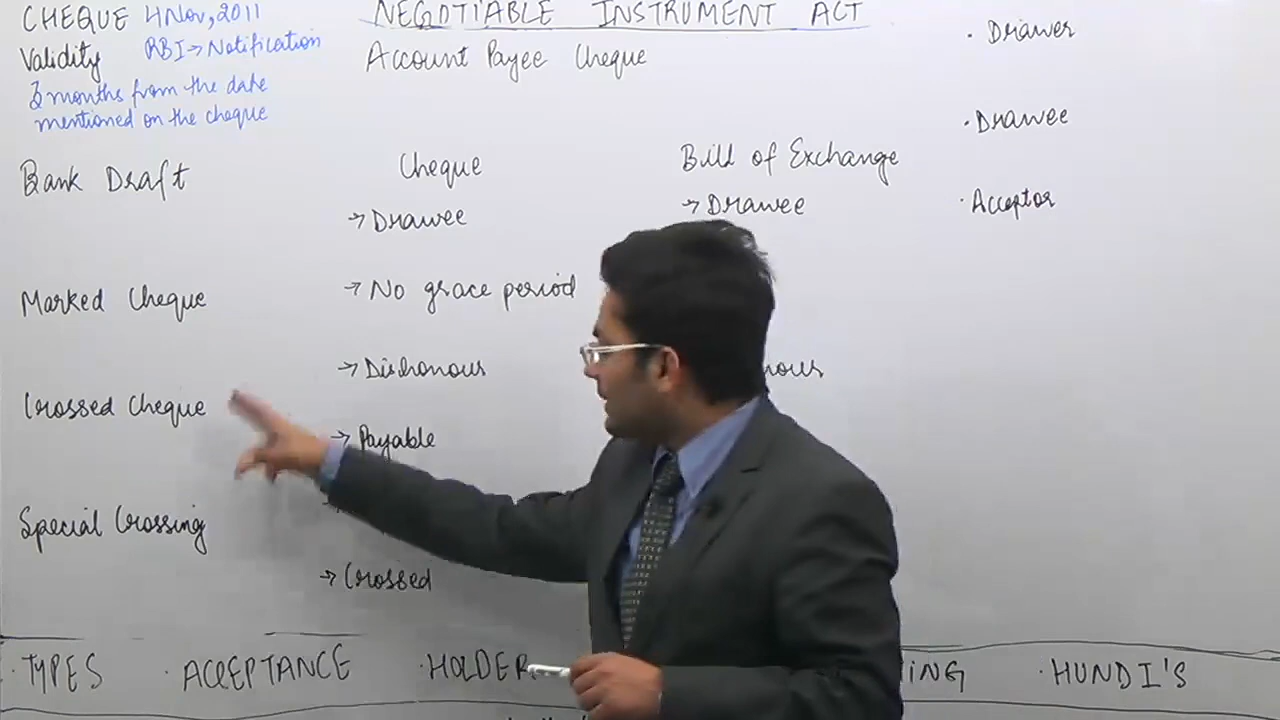 CHEQUE 4 Nov, 2011
Validity RBI → Notification
3 months from the date
mentioned on the cheque
Bank Draft
Marked Cheque
Crossed Cheque
Special Crossing
NEGOTIABLE INSTRUMENT ACT
Account Payee Cheque
Cheque
→ Drawee
→ No grace period
→ Dishonour
→ Payable
→ Crossed
Bill of Exchange
→ Drawee
· Drawer
· Drawee
· Acceptor
· TYPES · ACCEPTANCE · HOLDER · HUNDI'S